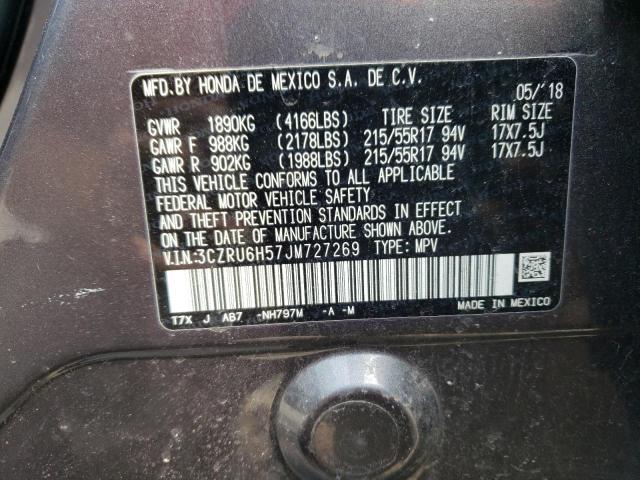 MFD.BY HONDA DE MEXICO S.A. DE C.V.
05/'18
TIRE SIZE RIM SIZE
GVWR 1890KG (4166LBS)
GAWR F 988KG (2178LBS) 215/55R17 94V 17X7.5J
GAWR R 902KG (1988LBS) 215/55R17 94V 17X7.5J
THIS VEHICLE CONFORMS TO ALL APPLICABLE
FEDERAL MOTOR VEHICLE SAFETY
AND THEFT PREVENTION STANDARDS IN EFFECT
ON THE DATE OF MANUFACTURE SHOWN ABOVE.
V.I.N:3CZRU6H57JM727269 TYPE: MPV
T7X J AB7 -NH797M -A -M
MADE IN MEXICO